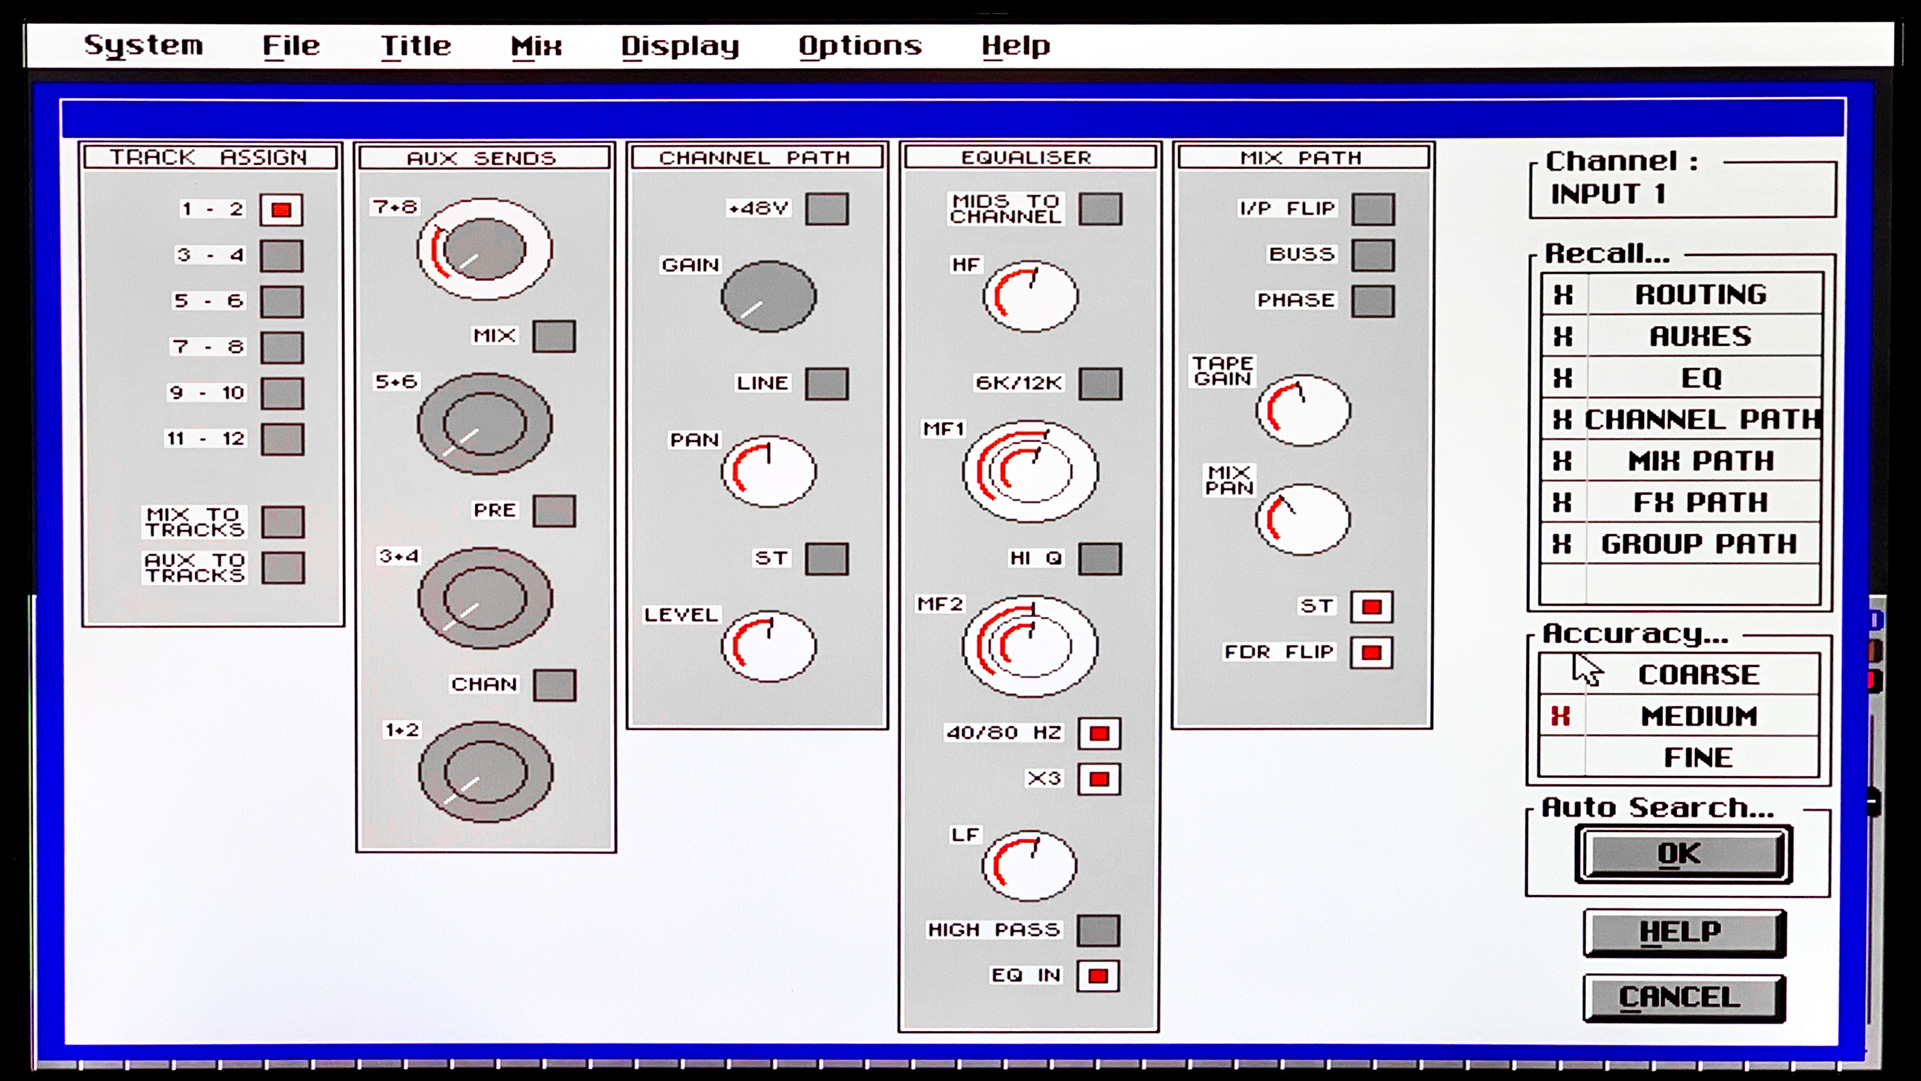 System File Title Mix Display Options Help
TRACK ASSIGN
1 - 2
3 - 4
5 - 6
7 - 8
9 - 10
11 - 12
MIX TO
TRACKS
AUX TO
TRACKS
AUX SENDS
7+8
MIX
5+6
PRE
3+4
CHAN
1+2
CHANNEL PATH
+48V
GAIN
LINE
PAN
ST
LEVEL
EQUALISER
MIDS TO
CHANNEL
HF
6K/12K
MF1
HI Q
MF2
40/80 HZ
X3
LF
HIGH PASS
EQ IN
MIX PATH
I/P FLIP
BUSS
PHASE
TAPE
GAIN
MIX
PAN
ST
FDR FLIP
Channel :
INPUT 1
Recall...
X ROUTING
X AUXES
X EQ
X CHANNEL PATH
X MIX PATH
X FX PATH
X GROUP PATH
Accuracy...
COARSE
X MEDIUM
FINE
Auto Search...
OK
HELP
CANCEL